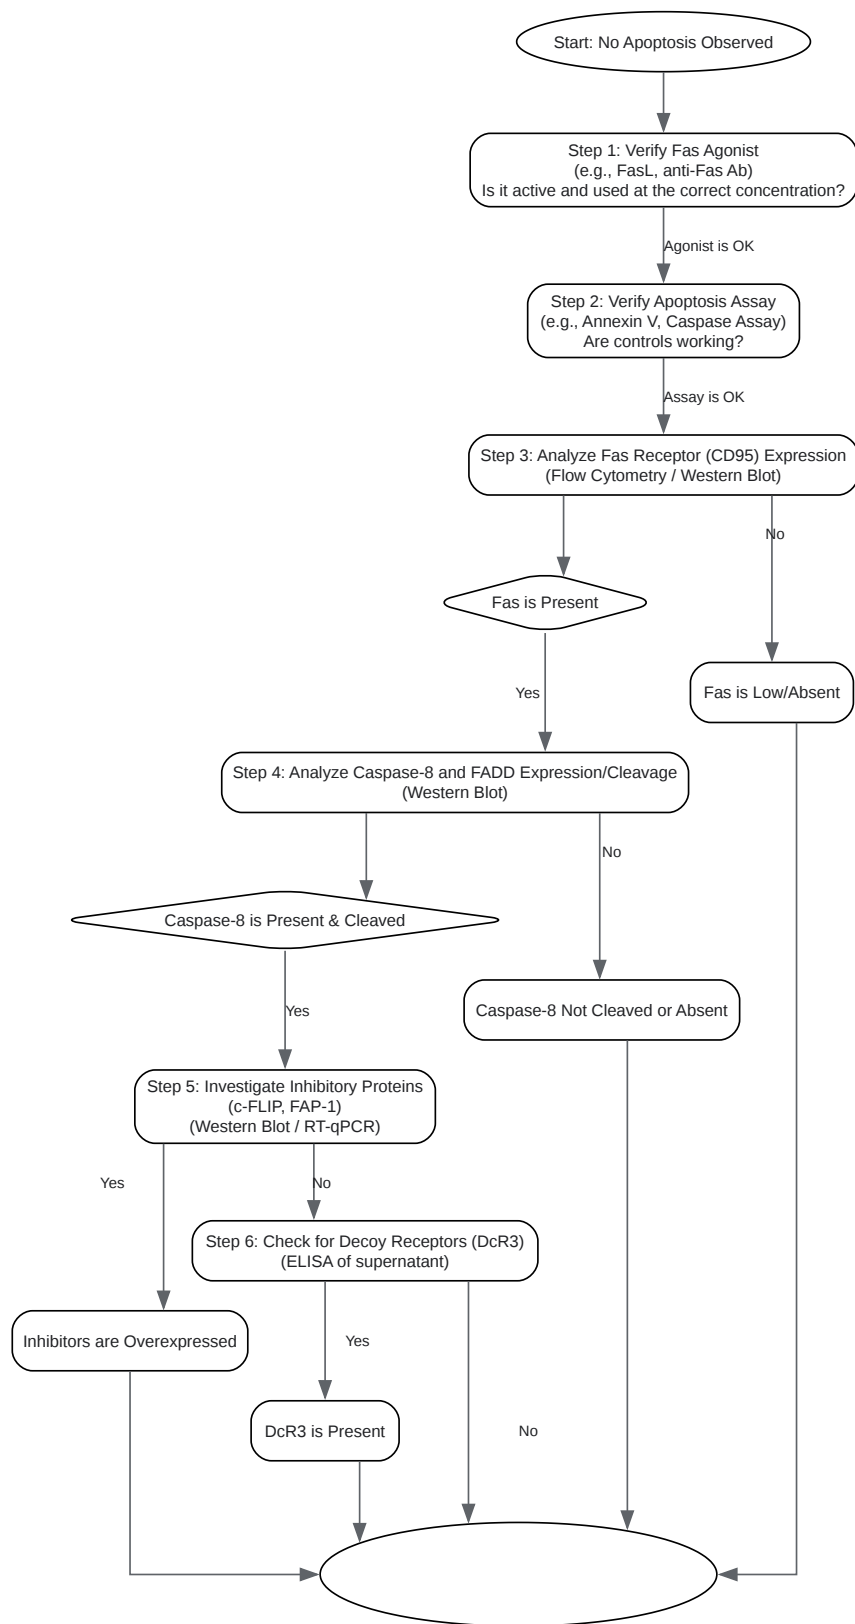 Start: No Apoptosis Observed
Step 1: Verify Fas Agonist
(e.g., FasL, anti-Fas Ab)
Is it active and used at the correct concentration?
Agonist is OK
Step 2: Verify Apoptosis Assay
(e.g., Annexin V, Caspase Assay)
Are controls working?
Assay is OK
Step 3: Analyze Fas Receptor (CD95) Expression
(Flow Cytometry / Western Blot)
No
Fas is Present
Yes
Fas is Low/Absent
Step 4: Analyze Caspase-8 and FADD Expression/Cleavage
(Western Blot)
No
Caspase-8 is Present & Cleaved
Yes
Caspase-8 Not Cleaved or Absent
Step 5: Investigate Inhibitory Proteins
(c-FLIP, FAP-1)
(Western Blot / RT-qPCR)
Yes
No
Step 6: Check for Decoy Receptors (DcR3)
(ELISA of supernatant)
Inhibitors are Overexpressed
Yes
DcR3 is Present
No